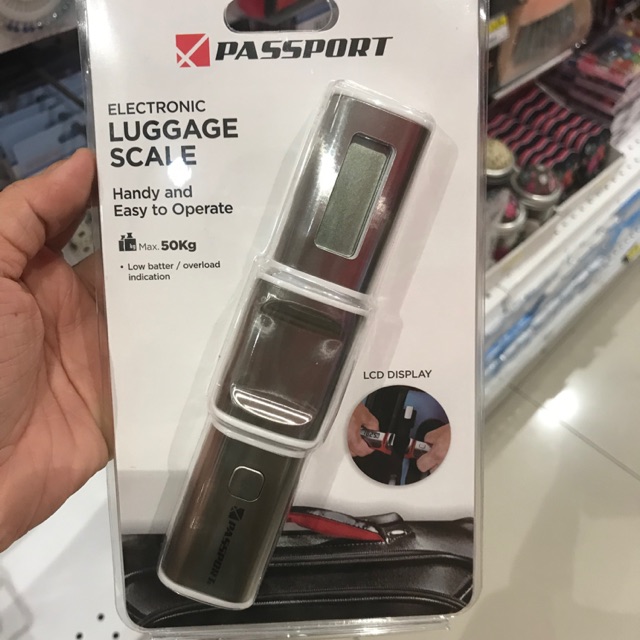 PASSPORT
ELECTRONIC
LUGGAGE
SCALE
Handy and
Easy to Operate
Max. 50Kg
• Low batter / overload
indication
LCD DISPLAY
PASSPORT